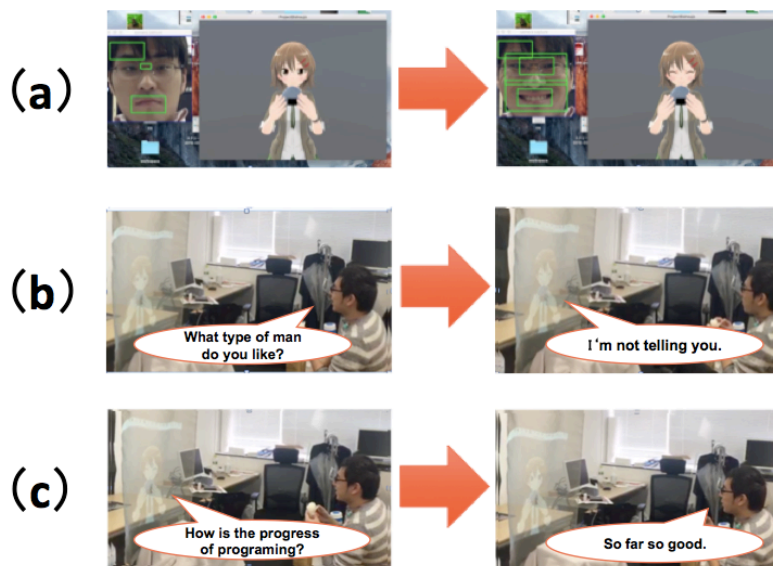 (a)
(b)
What type of man
do you like?
I'm not telling you.
(c)
How is the progress
of programing?
So far so good.